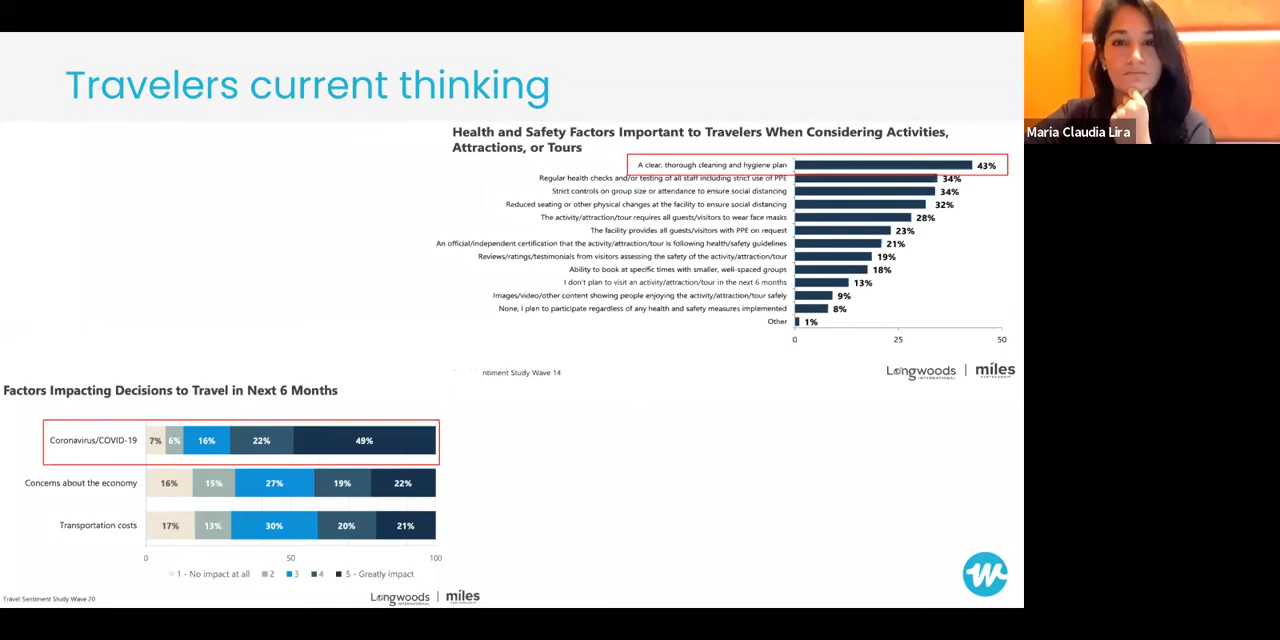 Travelers current thinking
Maria Claudia Lira
Health and Safety Factors Important to Travelers When Considering Activities,
Attractions, or Tours
A clear, thorough cleaning and hygiene plan 43%
Regular health checks and/or testing of all staff including strict use of PPE 34%
Strict controls on group size or attendance to ensure social distancing 34%
Reduced seating or other physical changes at the facility to ensure social distancing 32%
The activity/attraction/tour requires all guests/visitors to wear face masks 28%
The facility provides all guests/visitors with PPE on request 23%
An official/independent certification that the activity/attraction/tour is following health/safety guidelines 21%
Reviews/ratings/testimonials from visitors assessing the safety of the activity/attraction/tour 19%
Ability to book at specific times with smaller, well-spaced groups 18%
I don't plan to visit an activity/attraction/tour in the next 6 months 13%
Images/video/other content showing people enjoying the activity/attraction/tour safely 9%
None, I plan to participate regardless of any health and safety measures implemented 8%
Other 1%
0 25 50
ntiment Study Wave 14
Longwoods INTERNATIONAL | miles PARTNERSHIP
Factors Impacting Decisions to Travel in Next 6 Months
Coronavirus/COVID-19 7% 6% 16% 22% 49%
Concerns about the economy 16% 15% 27% 19% 22%
Transportation costs 17% 13% 30% 20% 21%
0 50 100
1 - No impact at all 2 3 4 5 - Greatly impact
Travel Sentiment Study Wave 20
Longwoods INTERNATIONAL | miles PARTNERSHIP